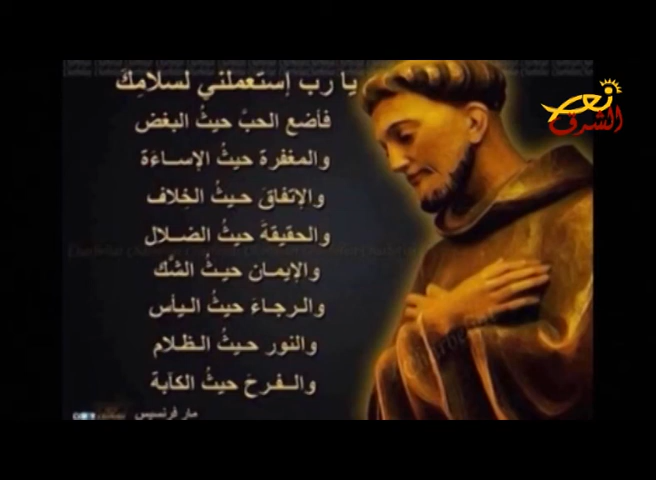 يا رب إستعملني لسلامِكَ
فأضع الحبَّ حيثُ البغض
والمغفرة حيثُ الإساءَة
والإتفاقَ حيثُ الخِلاف
والحقيقةَ حيثُ الضلال
والإيمان حيثُ الشَّك
والرجاءَ حيثُ اليأس
والنور حيثُ الظلام
والفرحَ حيثُ الكآبة
مار فرنسيس
نور
الشرق